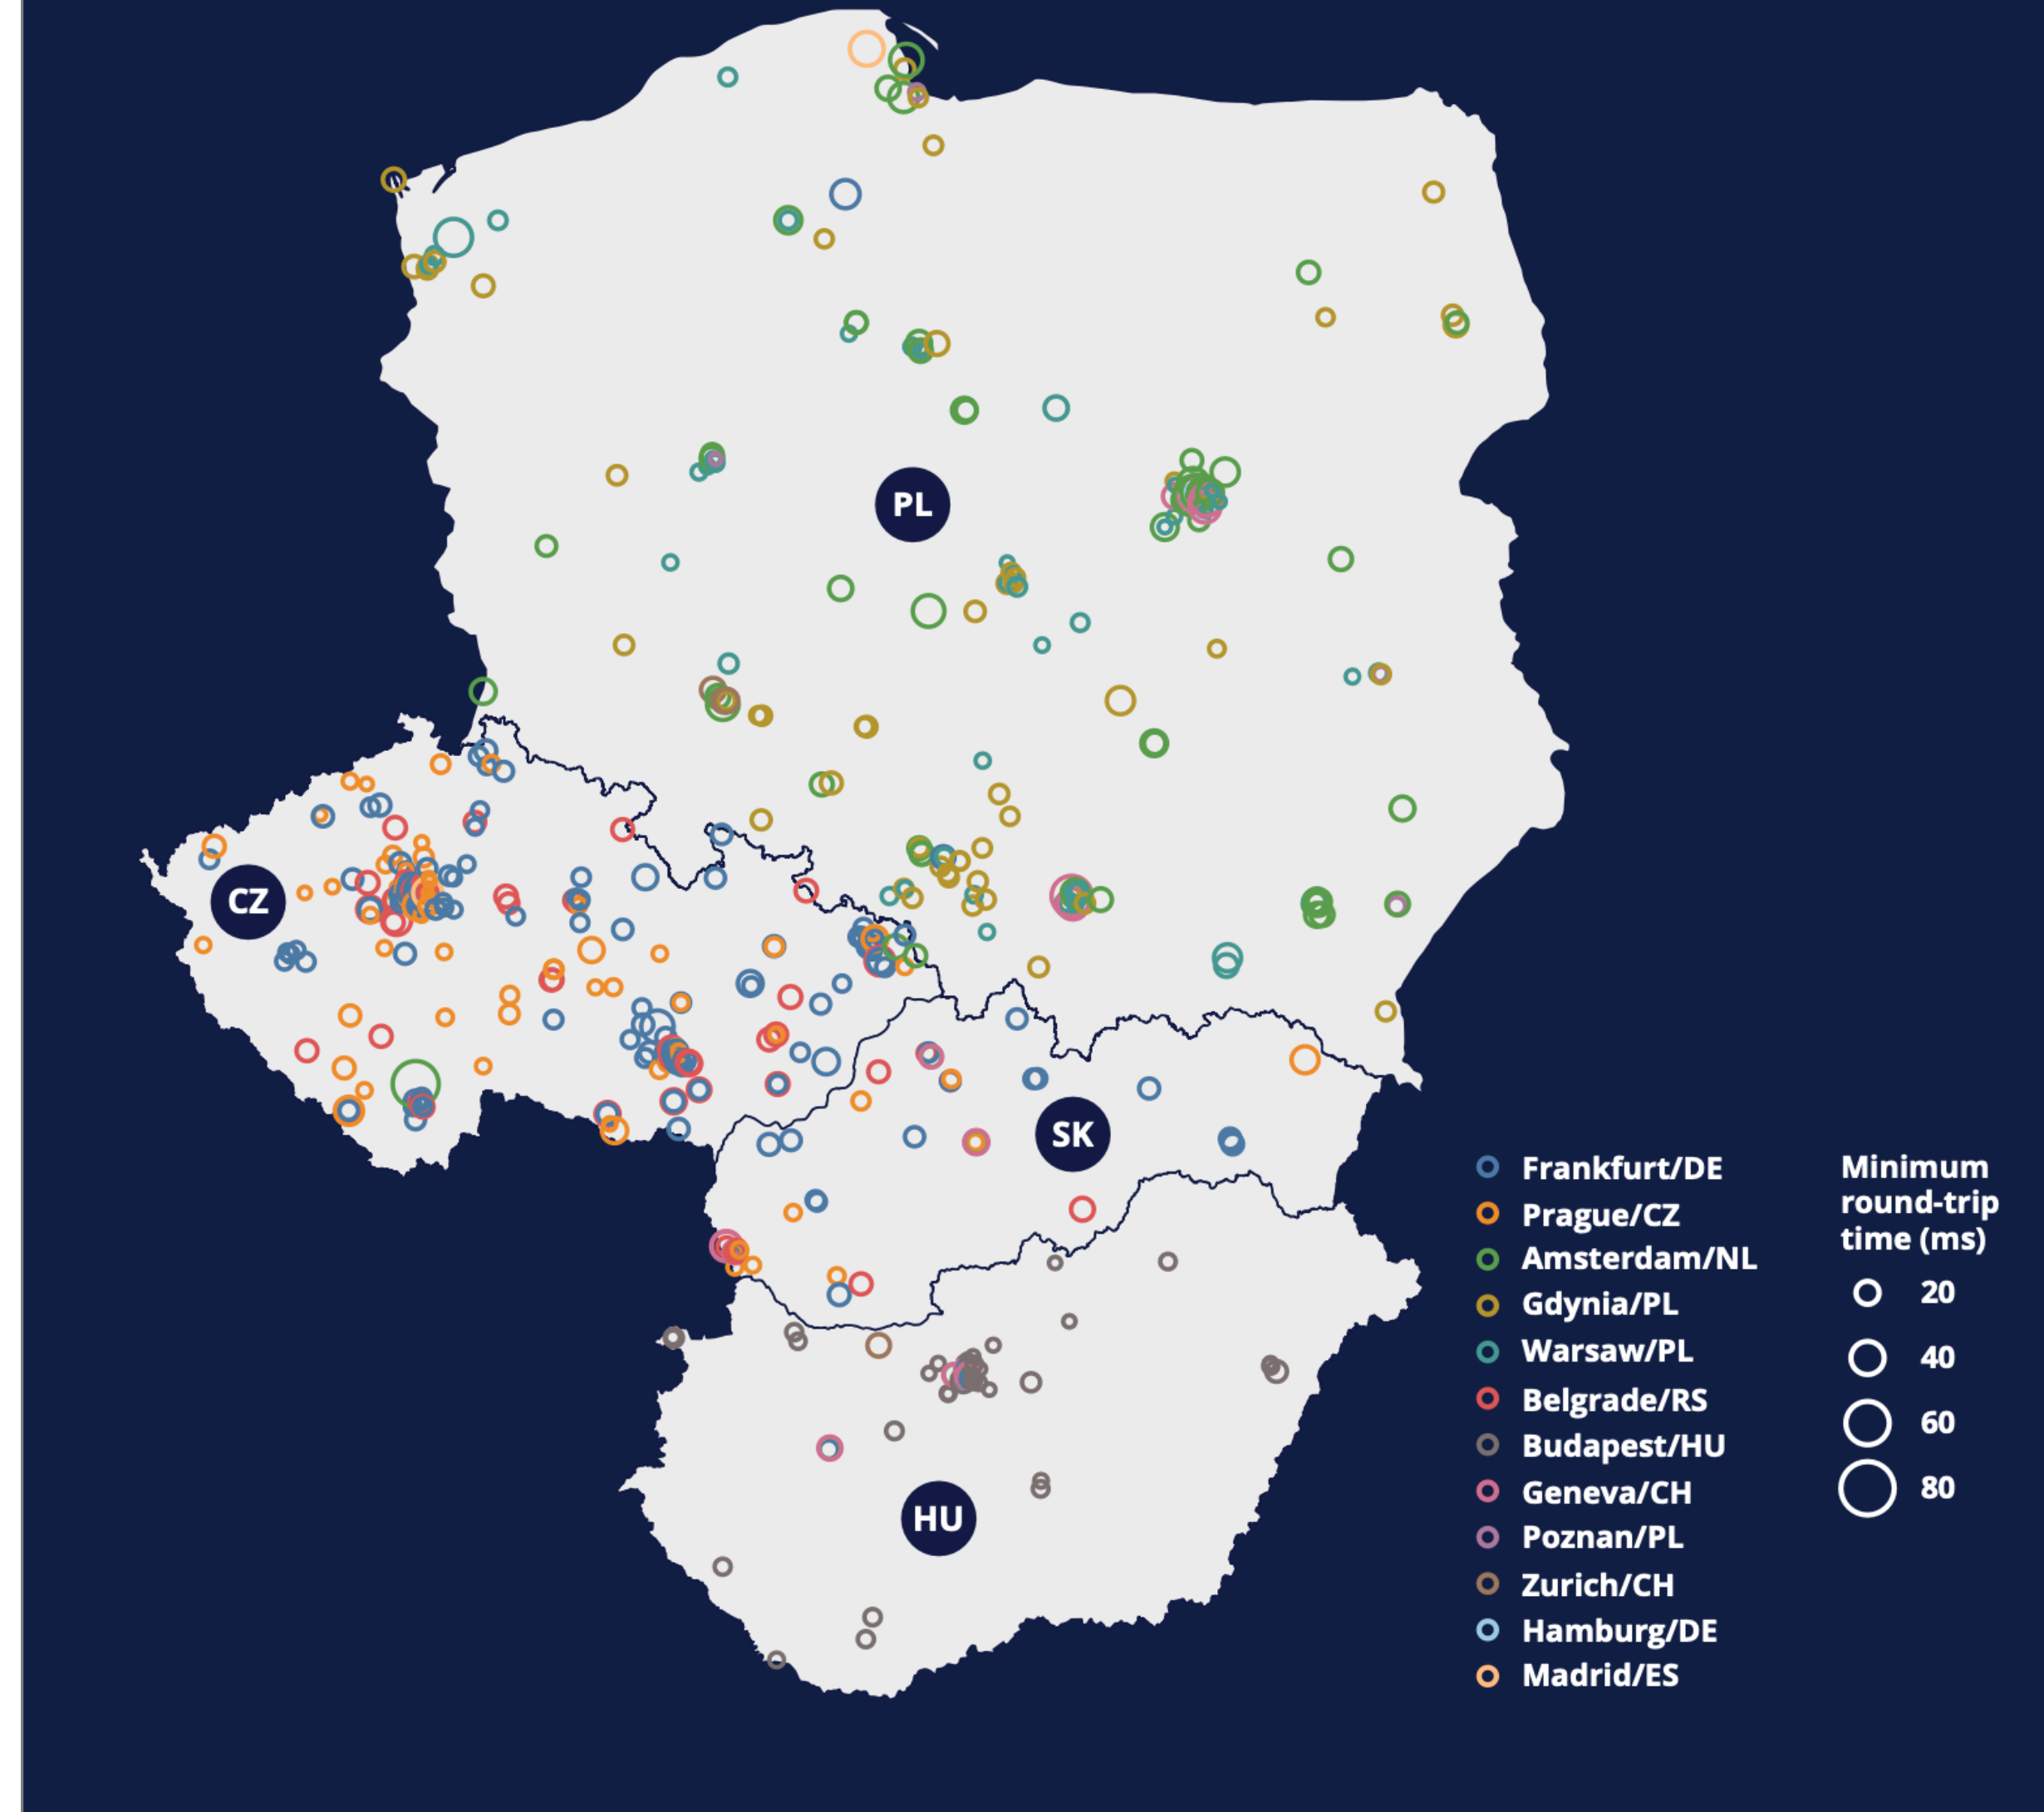 PL
CZ
SK
HU
Frankfurt/DE
Prague/CZ
Amsterdam/NL
Gdynia/PL
Warsaw/PL
Belgrade/RS
Budapest/HU
Geneva/CH
Poznan/PL
Zurich/CH
Hamburg/DE
Madrid/ES
Minimum
round-trip
time (ms)
20
40
60
80